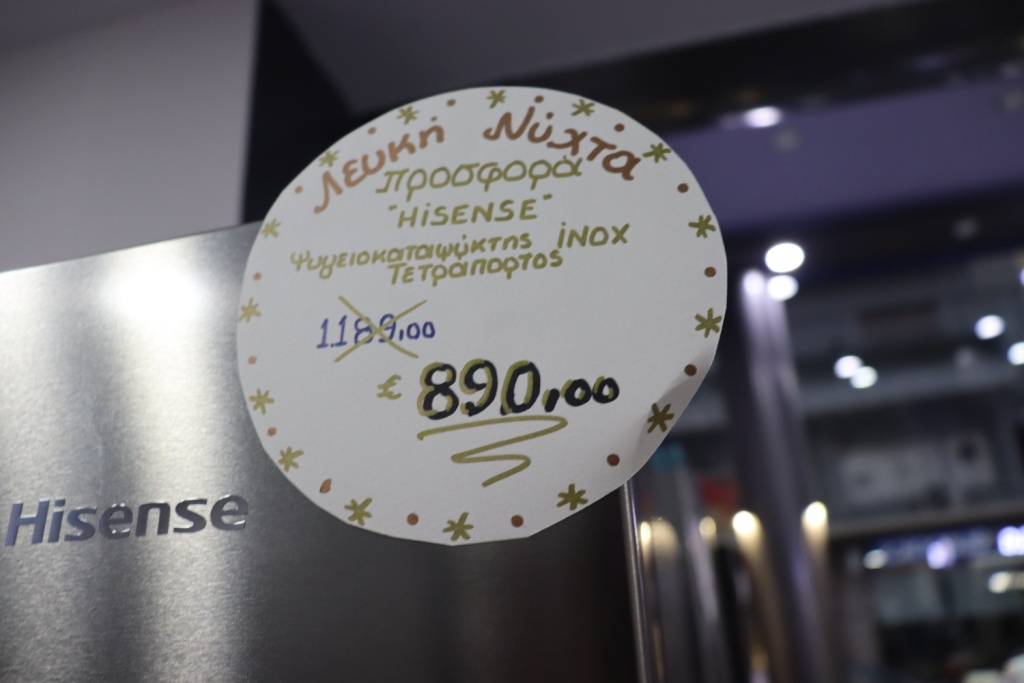 Λευκή Νύχτα
προσφορά
"HiSENSE"
Ψυγειοκαταψύκτης iNOX
Τετράπορτος
1189,00
€ 890,00
Hisense